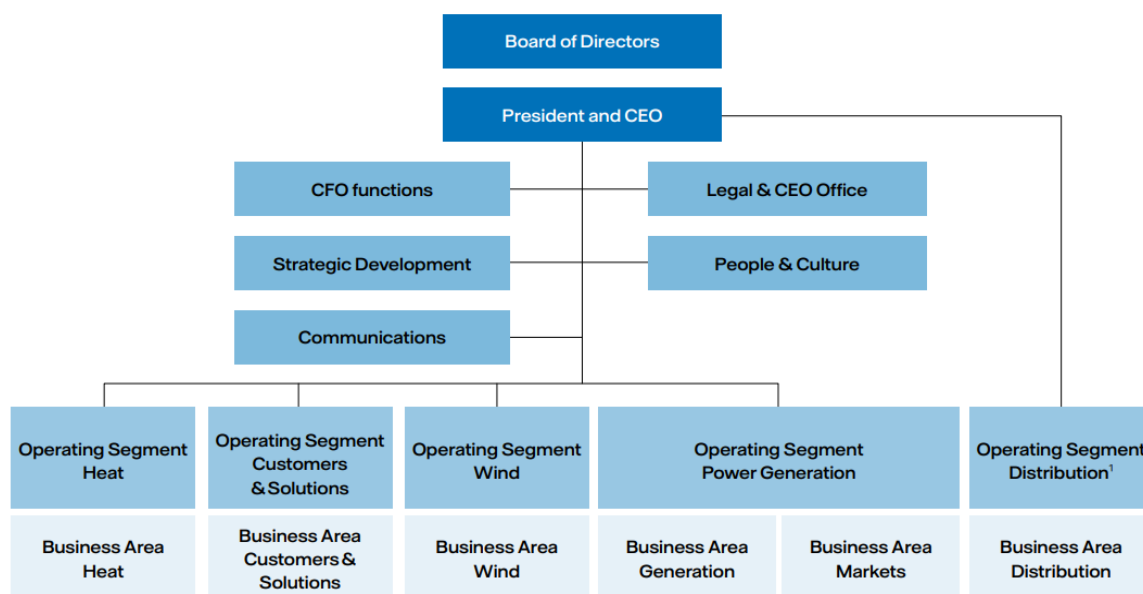 Board of Directors
President and CEO
CFO functions
Legal & CEO Office
Strategic Development
People & Culture
Communications
Operating Segment
Heat
Operating Segment
Customers
& Solutions
Operating Segment
Wind
Operating Segment
Power Generation
Operating Segment
Distribution¹
Business Area
Heat
Business Area
Customers &
Solutions
Business Area
Wind
Business Area
Generation
Business Area
Markets
Business Area
Distribution